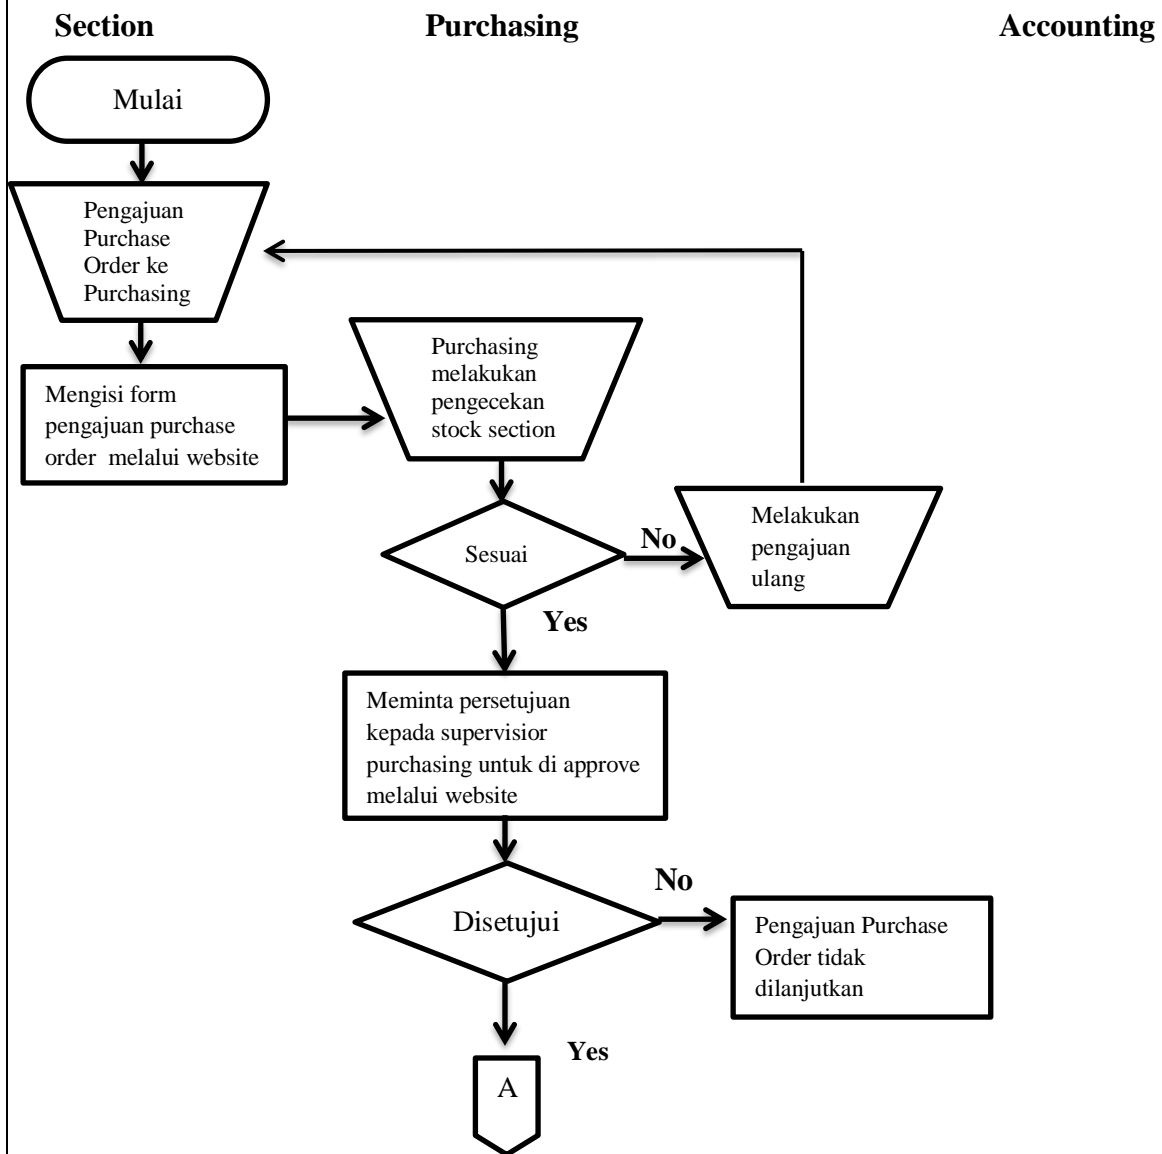 Section Purchasing Accounting
Mulai
Pengajuan
Purchase
Order ke
Purchasing
Mengisi form
pengajuan purchase
order melalui website
Purchasing
melakukan
pengecekan
stock section
Sesuai
No
Melakukan
pengajuan
ulang
Yes
Meminta persetujuan
kepada supervisior
purchasing untuk di approve
melalui website
Disetujui
No
Pengajuan Purchase
Order tidak
dilanjutkan
Yes
A